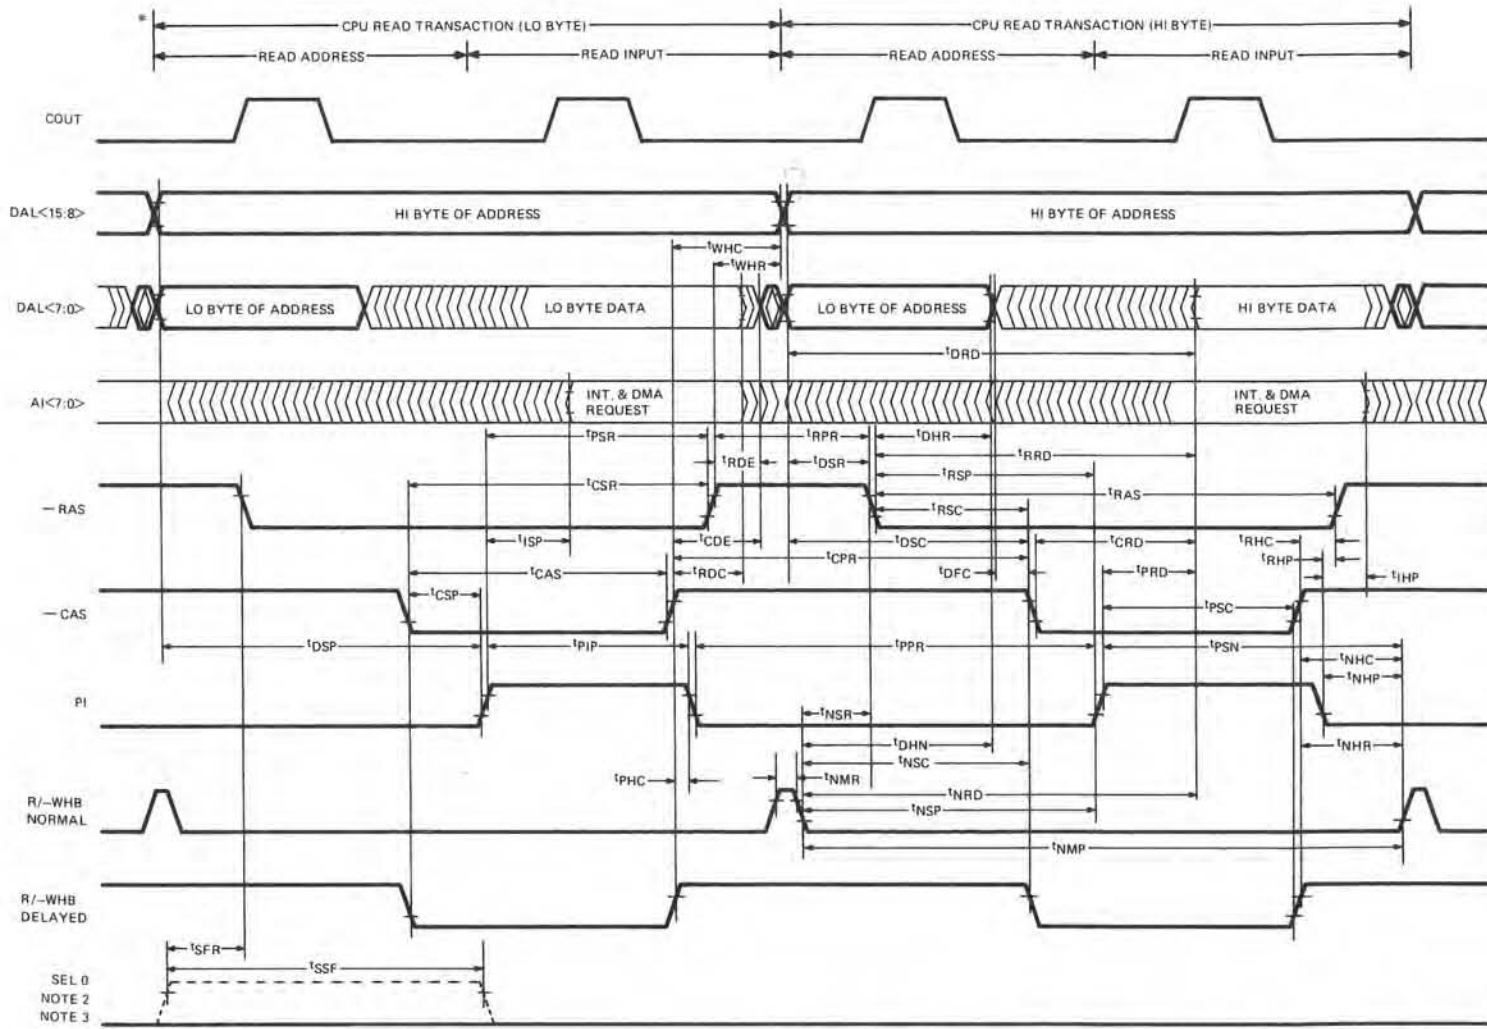 *
CPU READ TRANSACTION (LO BYTE)
CPU READ TRANSACTION (HI BYTE)
READ ADDRESS
READ INPUT
READ ADDRESS
READ INPUT
COUT
DAL<15:8>
HI BYTE OF ADDRESS
HI BYTE OF ADDRESS
tWHC
tWHR
DAL<7:0>
LO BYTE OF ADDRESS
LO BYTE DATA
LO BYTE OF ADDRESS
HI BYTE DATA
tDRD
AI<7:0>
INT. & DMA
REQUEST
INT. & DMA
REQUEST
tPSR
tRPR
tDHR
tRRD
tRDE
tDSR
tRSP
tCSR
tRAS
—RAS
tRSC
tISP
tCDE
tDSC
tCRD
tRHC
tCPR
tRHP
tCAS
tRDC
tDFC
tPRD
tIHP
—CAS
tCSP
tPSC
tDSP
tPIP
tPPR
tPSN
tNHC
tNHP
PI
tNSR
tDHN
tNHR
tNSC
tPHC
tNMR
tNRD
R/–WHB
NORMAL
tNSP
tNMP
R/–WHB
DELAYED
tSFR
tSSF
SEL 0
NOTE 2
NOTE 3